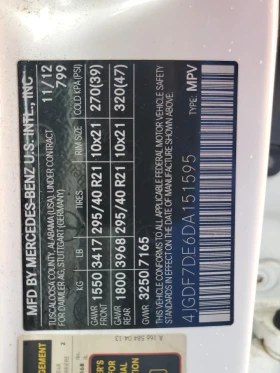 MFD BY MERCEDES-BENZ U.S. INTL., INC 11/12
TUSCALOOSA COUNTY, ALABAMA (USA), UNDER CONTRACT 799
FOR DAIMLER AG, STUTTGART (GERMANY)
KG LB TIRES RIM SIZE COLD KPA(PSI)
GAWR 1550 3417 295/40 R21 10x21 270(39)
FRONT
GAWR 1800 3968 295/40 R21 10x21 320(47)
REAR
GVWR 3250/7165
THIS VEHICLE CONFORMS TO ALL APPLICABLE FEDERAL MOTOR VEHICLE SAFETY
STANDARDS IN EFFECT ON THE DATE OF MANUFACTURE SHOWN ABOVE.
4JGDF7DE6DA151595 TYPE: MPV
GEMENT
FOR